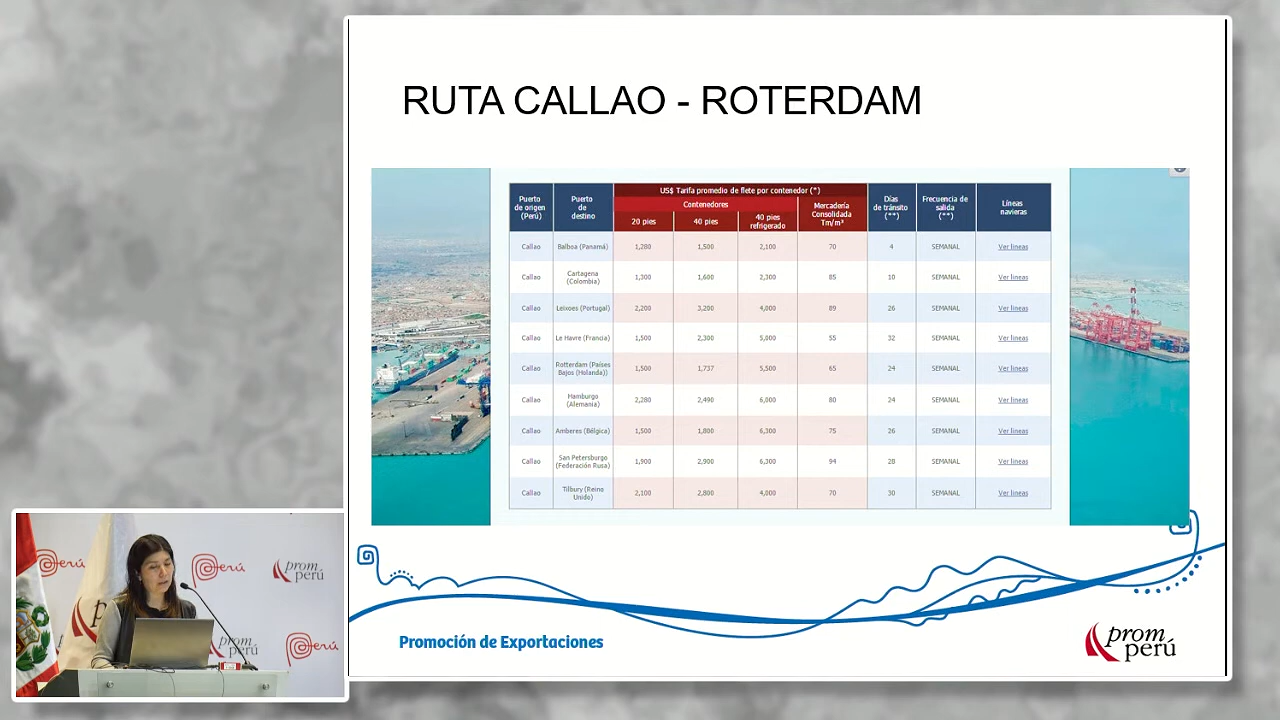 RUTA CALLAO - ROTERDAM
Puerto
de origen
(Perú)
Puerto
de
destino
US$ Tarifa promedio de flete por contenedor (*)
Contenedores
20 pies
40 pies
40 pies
refrigerado
Mercadería
Consolidada
Tm/m³
Días
de tránsito
(**)
Frecuencia de
salida
(**)
Líneas
navieras
Callao Balboa (Panamá) 1,280 1,500 2,100 70 4 SEMANAL Ver líneas
Callao Cartagena
(Colombia) 1,300 1,600 2,300 85 10 SEMANAL Ver líneas
Callao Leixoes (Portugal) 2,200 3,200 4,000 89 26 SEMANAL Ver líneas
Callao Le Havre (Francia) 1,500 2,300 5,000 55 32 SEMANAL Ver líneas
Callao Rotterdam (Países
Bajos (Holanda)) 1,500 1,737 5,500 65 24 SEMANAL Ver líneas
Callao Hamburgo
(Alemania) 2,280 2,490 6,000 80 24 SEMANAL Ver líneas
Callao Amberes (Bélgica) 1,500 1,800 6,300 75 26 SEMANAL Ver líneas
Callao San Petersburgo
(Federación Rusa) 1,900 2,900 6,300 94 28 SEMANAL Ver líneas
Callao Tilbury (Reino
Unido) 2,100 2,800 4,000 70 30 SEMANAL Ver líneas
Promoción de Exportaciones
prom
perú
Perú
Perú
prom
perú
prom
perú
Perú